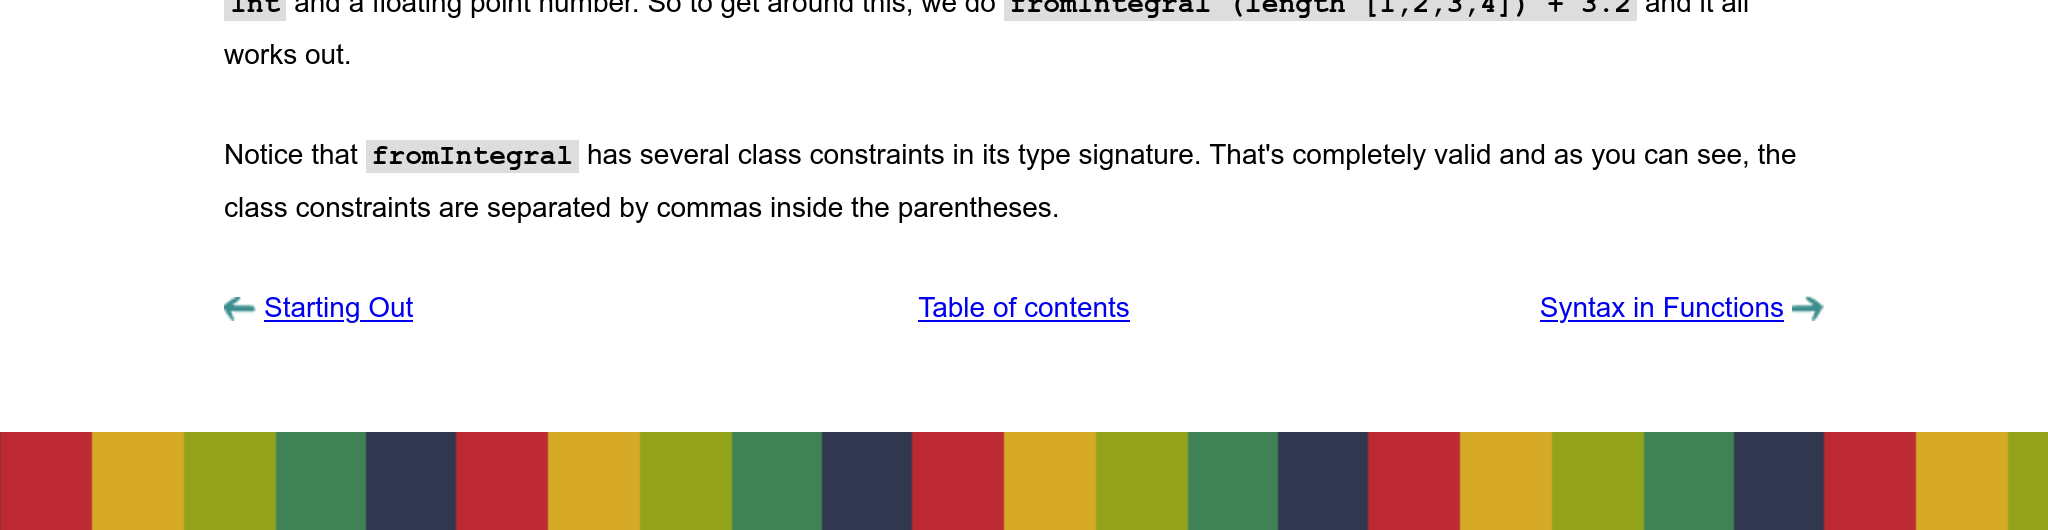 Int and a floating point number. So to get around this, we do fromIntegral (length [1,2,3,4]) + 3.2 and it all
works out.
Notice that fromIntegral has several class constraints in its type signature. That's completely valid and as you can see, the
class constraints are separated by commas inside the parentheses.
Starting Out
Table of contents
Syntax in Functions